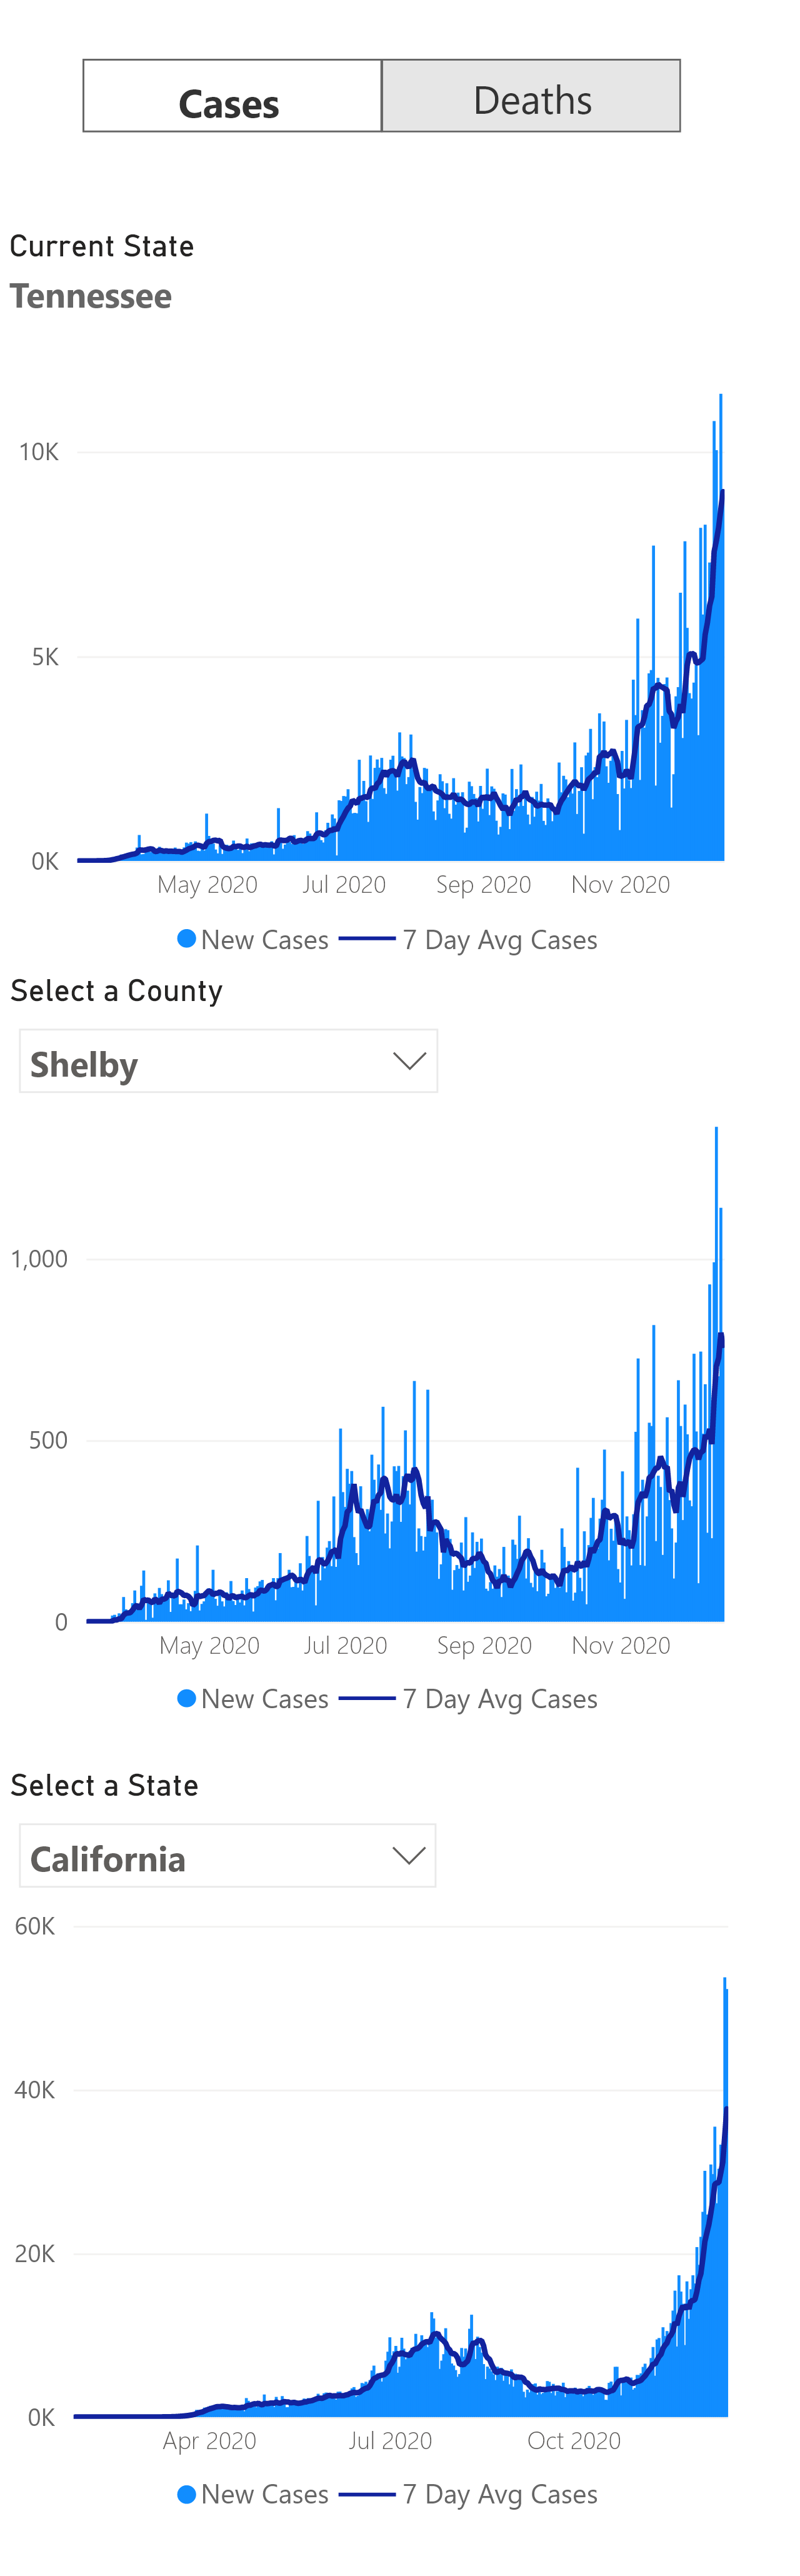 Cases Deaths
Current State
Tennessee
10K
5K
0K
May 2020 Jul 2020 Sep 2020 Nov 2020
New Cases 7 Day Avg Cases
Select a County
Shelby
1,000
500
0
May 2020 Jul 2020 Sep 2020 Nov 2020
New Cases 7 Day Avg Cases
Select a State
California
60K
40K
20K
0K
Apr 2020 Jul 2020 Oct 2020
New Cases 7 Day Avg Cases